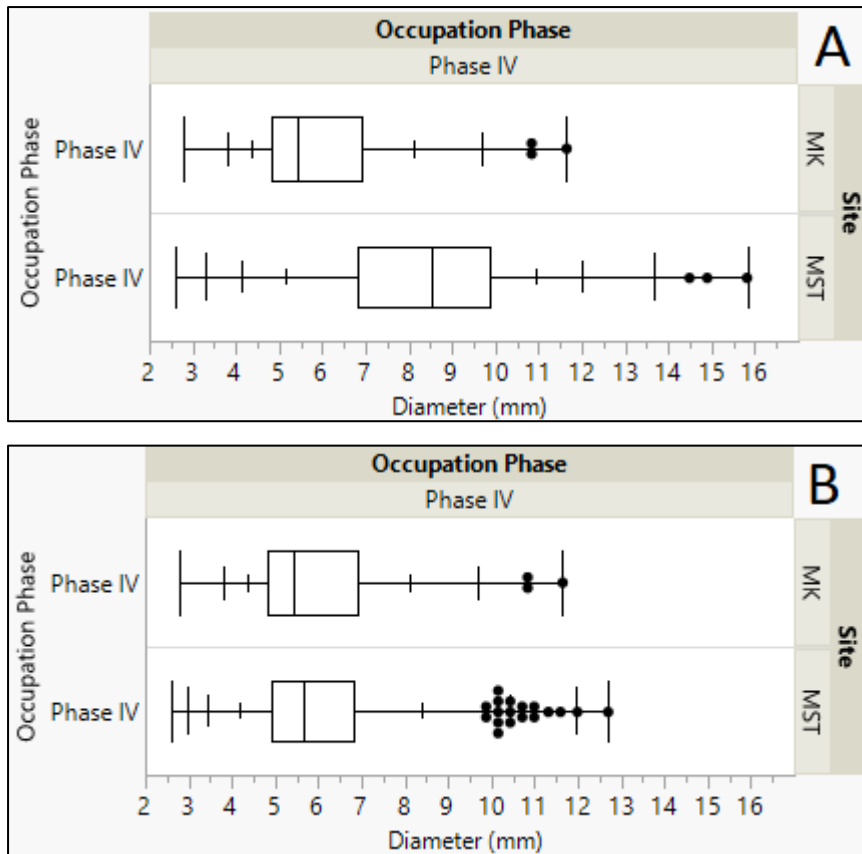 Occupation Phase
A
Phase IV
Occupation Phase
Phase IV
MK
Phase IV
MST
Site
2 3 4 5 6 7 8 9 10 11 12 13 14 15 16
Diameter (mm)
Occupation Phase
B
Phase IV
Occupation Phase
Phase IV
MK
Phase IV
MST
Site
2 3 4 5 6 7 8 9 10 11 12 13 14 15 16
Diameter (mm)